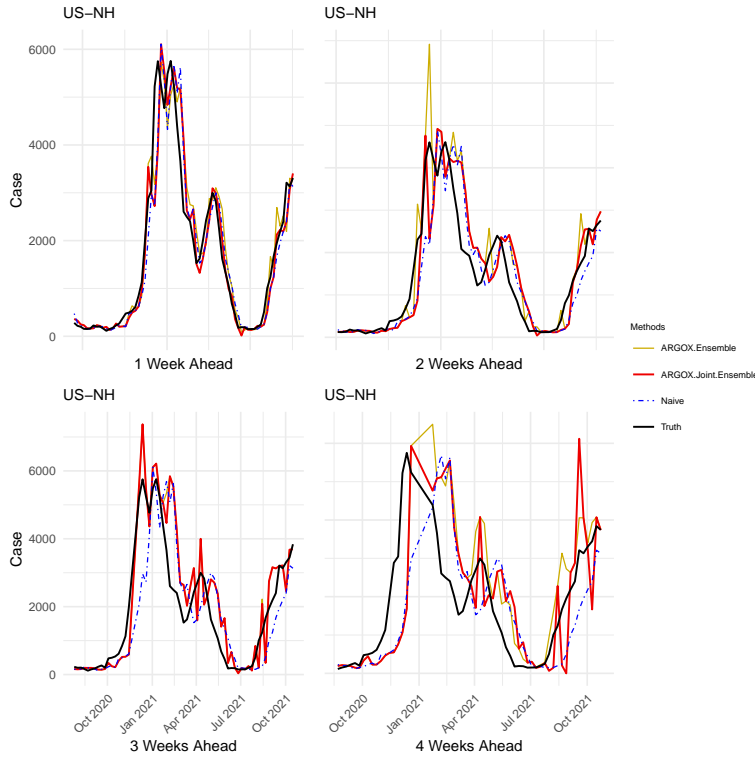 US−NH
US−NH
6000
4000
2000
0
Case
1 Week Ahead
2 Weeks Ahead
Methods
ARGOX.Ensemble
ARGOX.Joint.Ensemble
Naive
Truth
US−NH
US−NH
6000
4000
2000
0
Case
Oct 2020
Jan 2021
Apr 2021
Jul 2021
Oct 2021
Oct 2020
Jan 2021
Apr 2021
Jul 2021
Oct 2021
3 Weeks Ahead
4 Weeks Ahead